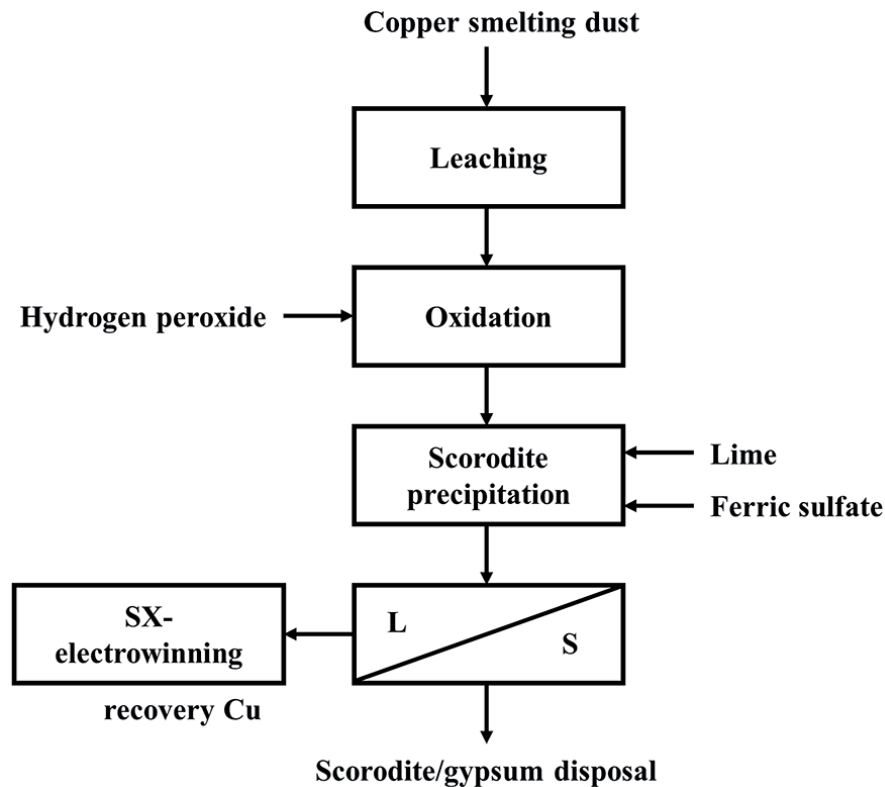 Copper smelting dust
Leaching
Hydrogen peroxide
Oxidation
Scorodite
precipitation
Lime
Ferric sulfate
SX-
electrowinning
recovery Cu
L
S
Scorodite/gypsum disposal